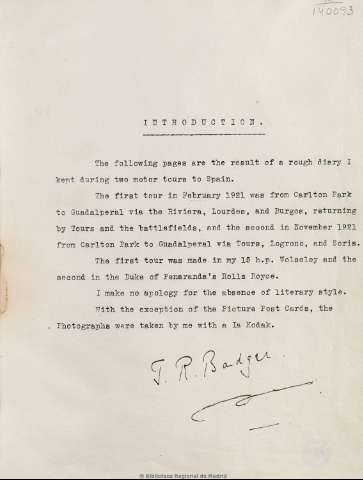 140093
INTRODUCTION.
The following pages are the result of a rough diary I
kept during two motor tours to Spain.
The first tour in February 1921 was from Carlton Park
to Guadalperal via the Riviera, Lourdes, and Burgos, returning
by Tours and the battlefields, and the second in November 1921
from Carlton Park to Guadalperal via Tours, Logrono, and Soria.
The first tour was made in my 15 h.p. Wolseley and the
second in the Duke of Penaranda's Rolls Royce.
I make no apology for the absence of literary style.
With the exception of the Picture Post Cards, the
Photographs were taken by me with a 1a Kodak.
T. R. Badger.
© Biblioteca Regional de Madrid